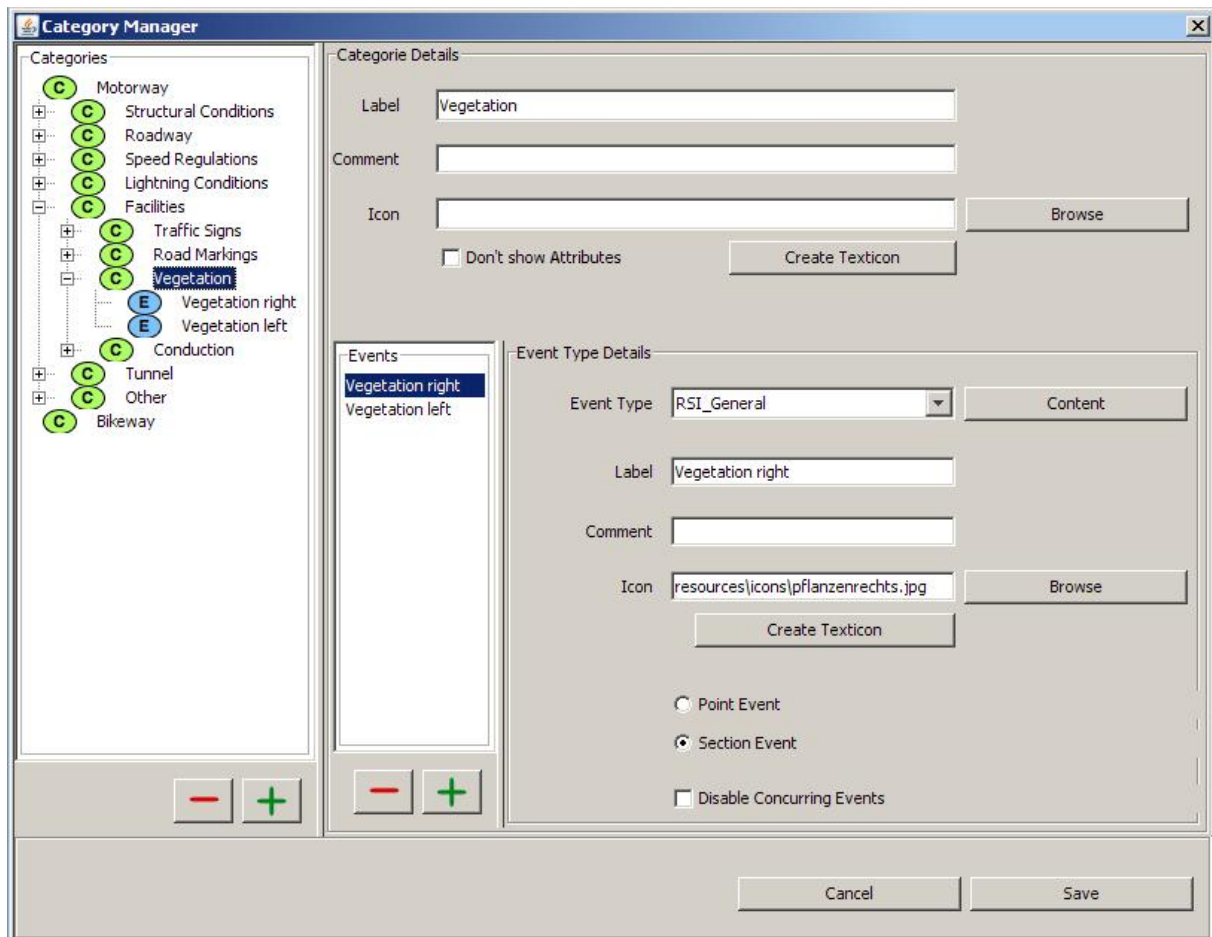 Category Manager
Categories
C Motorway
C Structural Conditions
C Roadway
C Speed Regulations
C Lightning Conditions
C Facilities
C Traffic Signs
C Road Markings
C Vegetation
E Vegetation right
E Vegetation left
C Conduction
C Tunnel
C Other
C Bikeway
Categorie Details
Label Vegetation
Comment
Icon Browse
Don't show Attributes Create Texticon
Events
Vegetation right
Vegetation left
Event Type Details
Event Type RSI_General Content
Label Vegetation right
Comment
Icon resources\icons\pflanzenrechts.jpg Browse
Create Texticon
Point Event
Section Event
Disable Concurring Events
Cancel Save